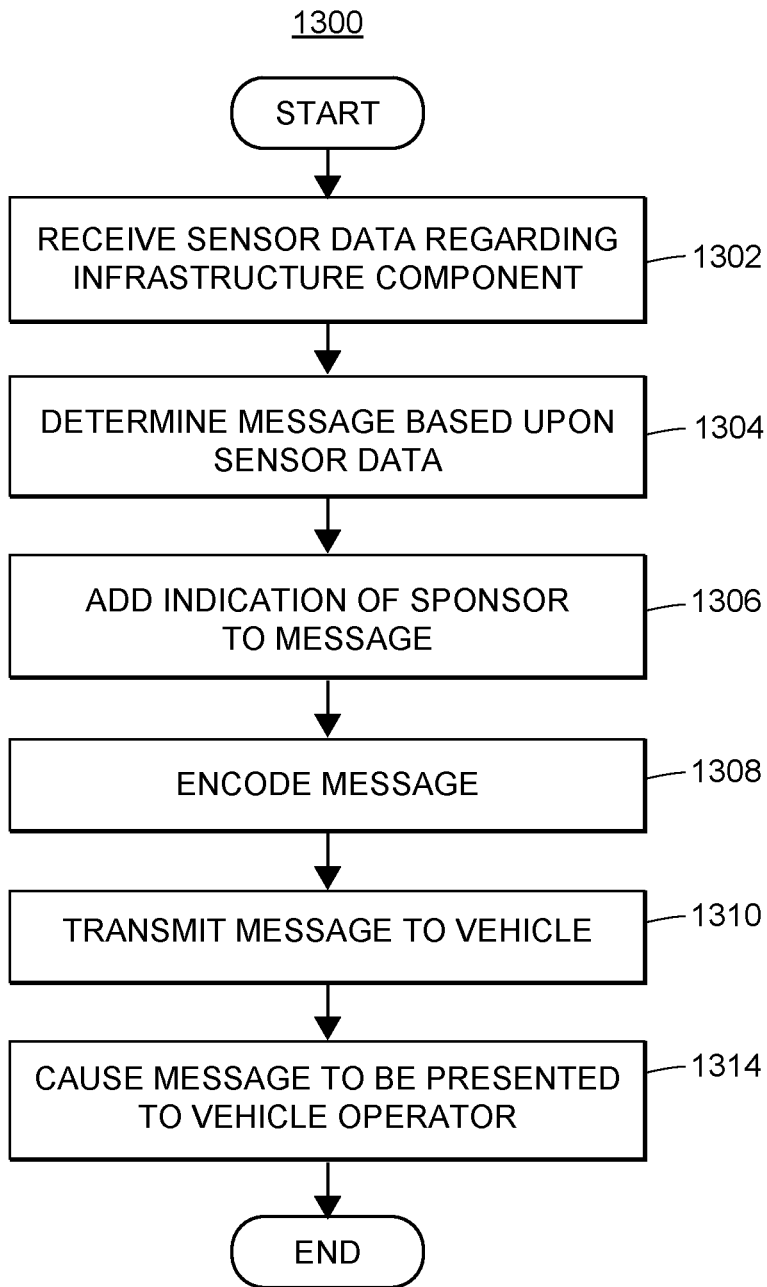 1300
START
RECEIVE SENSOR DATA REGARDING
INFRASTRUCTURE COMPONENT
1302
DETERMINE MESSAGE BASED UPON
SENSOR DATA
1304
ADD INDICATION OF SPONSOR
TO MESSAGE
1306
ENCODE MESSAGE
1308
TRANSMIT MESSAGE TO VEHICLE
1310
CAUSE MESSAGE TO BE PRESENTED
TO VEHICLE OPERATOR
1314
END